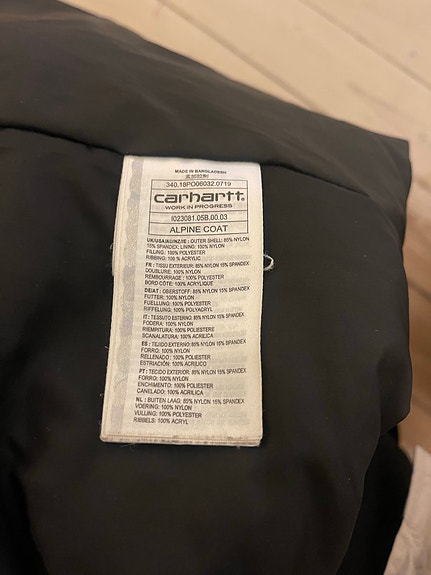 MADE IN BANGLADESH
340.18PO06032.0719
carhartt.
WORK IN PROGRESS
I023081.05B.00.03
ALPINE COAT
UK/USA/AU/NZ/IE : OUTER SHELL: 85% NYLON
15% SPANDEX: LINING: 100% NYLON
FILLING: 100% POLYESTER
RIBBING: 100 % ACRYLIC
FR : TISSU EXTERIEUR: 85% NYLON 15% SPANDEX
DOUBLURE: 100% NYLON
REMBOURRAGE : 100% POLYESTER
BORD CÔTE: 100% ACRYLIQUE
DE/AT : OBERSTOFF: 85% NYLON 15% SPANDEX
FUTTER: 100% NYLON
FUELLUNG: 100% POLYESTER
RIFFELUNG: 100% POLYACRYL
IT : TESSUTO ESTERNO: 85% NYLON 15% SPANDEX
FODERA: 100% NYLON
RIEMPITURA: 100% POLIESTERE
SCANALATURA: 100% ACRILICA
ES : TEJIDO EXTERNO: 85% NYLON 15% SPANDEX
FORRO: 100% NYLON
RELLENADO : 100% POLIESTER
ESTRIACIÓN: 100% ACRILICO
PT : TECIDO EXTERIOR: 85% NYLON 15% SPANDEX
FORRO: 100% NYLON
ENCHIMENTO: 100% POLIESTER
CANELADO: 100% ACRILICA
NL : BUITEN LAAG: 85% NYLON 15% SPANDEX
VOERING: 100% NYLON
VULLING: 100% POLYESTER
RIBBELS: 100% ACRYL